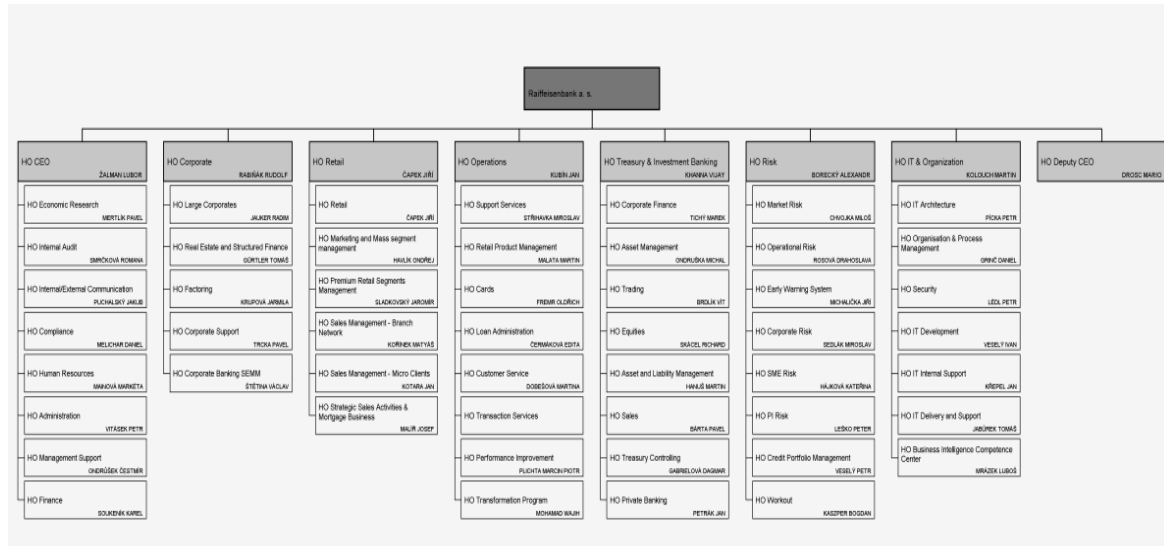 Raiffeisenbank a. s.
HO CEO
ŽALMAN LUBOR
HO Economic Research
MERTLÍK PAVEL
HO Internal Audit
SMRČKOVÁ ROMANA
HO Internal/External Communication
PUCHALSKÝ JAKUB
HO Compliance
MELICHAR DANIEL
HO Human Resources
MAINOVÁ MARKÉTA
HO Administration
VITÁSEK PETR
HO Management Support
ONDRŮŠEK ČESTMÍR
HO Finance
SOUKENÍK KAREL
HO Corporate
RABIŇÁK RUDOLF
HO Large Corporates
JAUKER RADIM
HO Real Estate and Structured Finance
GÜRTLER TOMÁŠ
HO Factoring
KRUPOVÁ JARMILA
HO Corporate Support
TRCKA PAVEL
HO Corporate Banking SEMM
ŠTĚTINA VÁCLAV
HO Retail
ČAPEK JIŘÍ
HO Retail
ČAPEK JIŘÍ
HO Marketing and Mass segment
management
HAVLÍK ONDŘEJ
HO Premium Retail Segments
Management
SLADKOVSKÝ JAROMÍR
HO Sales Management - Branch
Network
KOŘÍNEK MATYÁŠ
HO Sales Management - Micro Clients
KOTARA JAN
HO Strategic Sales Activities &
Mortgage Business
MALÍŘ JOSEF
HO Operations
KUBÍN JAN
HO Support Services
STŘIHAVKA MIROSLAV
HO Retail Product Management
MALATA MARTIN
HO Cards
FREMR OLDŘICH
HO Loan Administration
ČERMÁKOVÁ EDITA
HO Customer Service
DOBEŠOVÁ MARTINA
HO Transaction Services
HO Performance Improvement
PLICHTA MARCIN PIOTR
HO Transformation Program
MOHAMAD WAJIH
HO Treasury & Investment Banking
KHANNA VIJAY
HO Corporate Finance
TICHÝ MAREK
HO Asset Management
ONDRUŠKA MICHAL
HO Trading
BRDLÍK VÍT
HO Equities
SKÁCEL RICHARD
HO Asset and Liability Management
HANUŠ MARTIN
HO Sales
BÁRTA PAVEL
HO Treasury Controlling
GABRIELOVÁ DAGMAR
HO Private Banking
PETRÁK JAN
HO Risk
BORECKÝ ALEXANDR
HO Market Risk
CHVOJKA MILOŠ
HO Operational Risk
ROSOVÁ DRAHOSLAVA
HO Early Warning System
MICHALIČKA JIŘÍ
HO Corporate Risk
SEDLÁK MIROSLAV
HO SME Risk
HÁJKOVÁ KATEŘINA
HO PI Risk
LEŠKO PETER
HO Credit Portfolio Management
VESELÝ PETR
HO Workout
KASZPER BOGDAN
HO IT & Organization
KOLOUCH MARTIN
HO IT Architecture
PÍCKA PETR
HO Organisation & Process
Management
GRINČ DANIEL
HO Security
LÉDL PETR
HO IT Development
VESELÝ IVAN
HO IT Internal Support
KŘEPEL JAN
HO IT Delivery and Support
JABŮREK TOMÁŠ
HO Business Intelligence Competence
Center
MRÁZEK LUBOŠ
HO Deputy CEO
DROSC MARIO